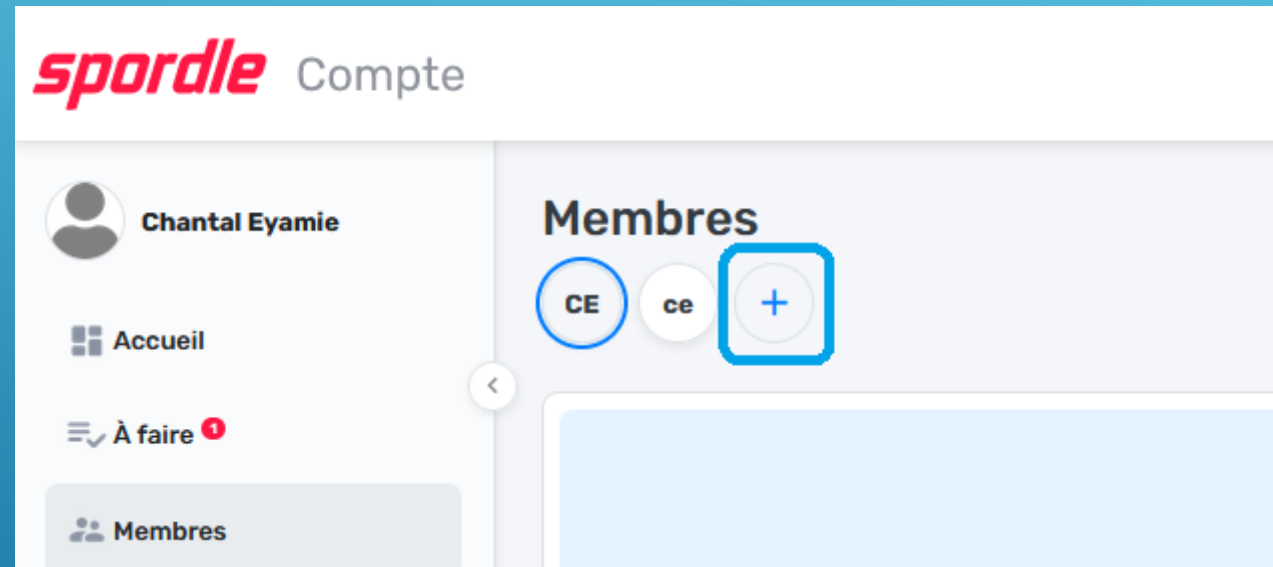 spordle Compte
Chantal Eyamie
Accueil
À faire 1
Membres
Membres
CE ce +